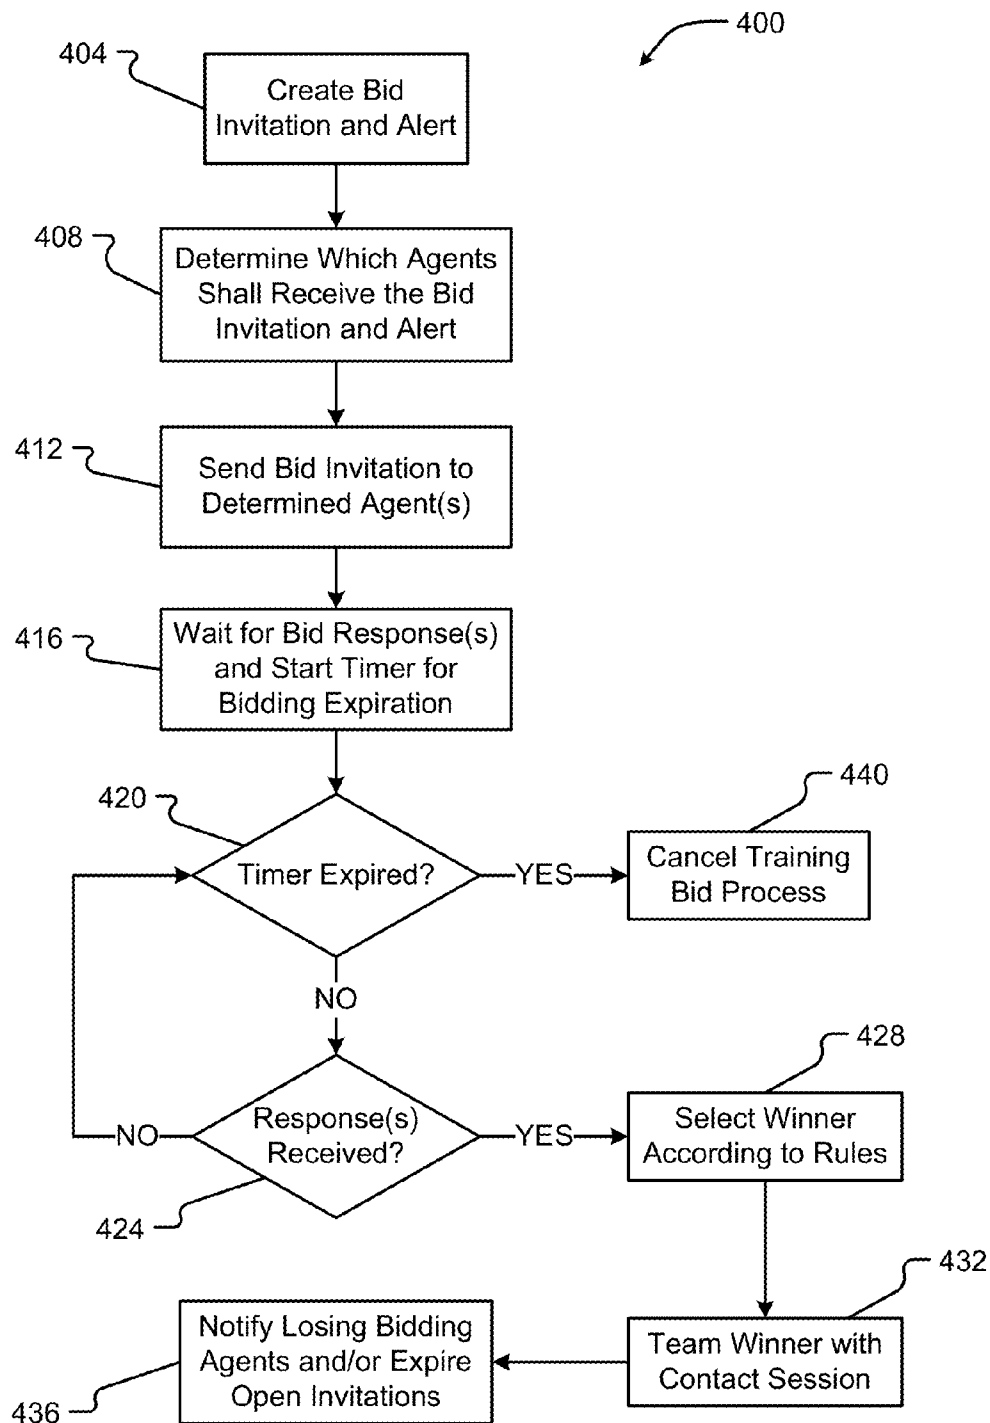 400
404
Create Bid
Invitation and Alert
408
Determine Which Agents
Shall Receive the Bid
Invitation and Alert
412
Send Bid Invitation to
Determined Agent(s)
416
Wait for Bid Response(s)
and Start Timer for
Bidding Expiration
420
Timer Expired?
YES
440
Cancel Training
Bid Process
NO
Response(s)
Received?
424
NO
YES
428
Select Winner
According to Rules
432
Team Winner with
Contact Session
Notify Losing Bidding
Agents and/or Expire
Open Invitations
436